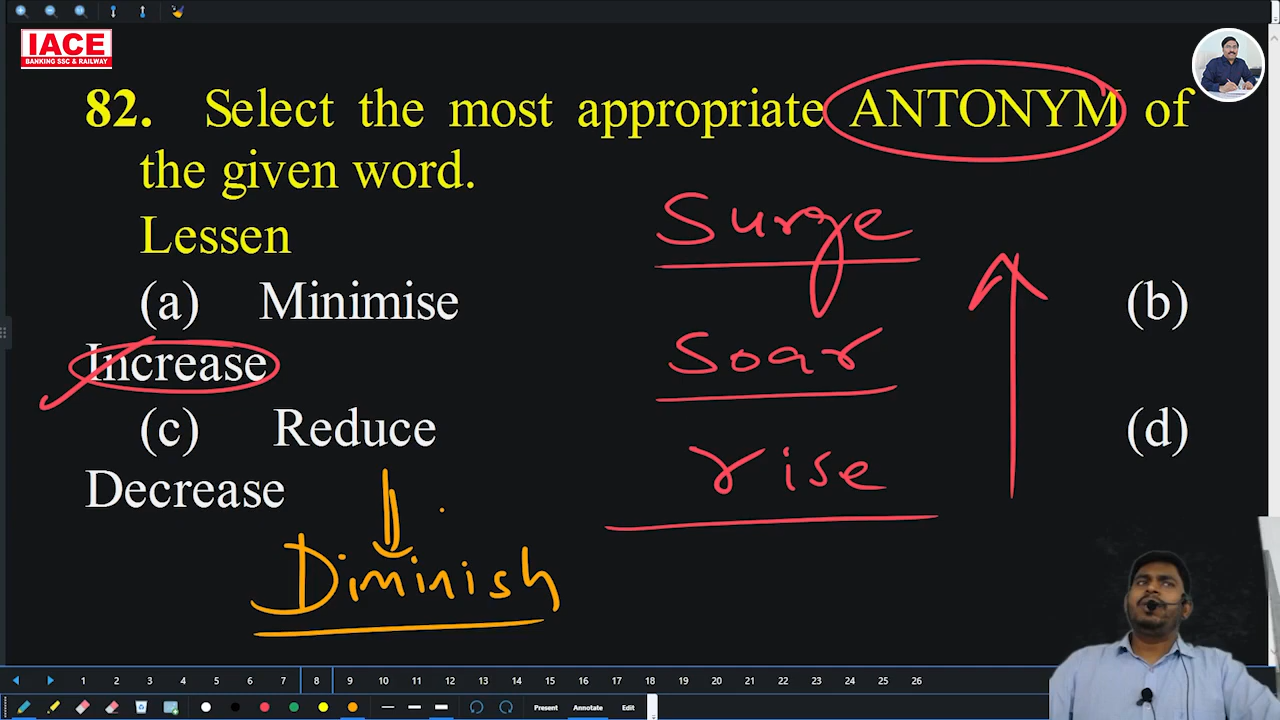 IACE
BANKING SSC & RAILWAY
82. Select the most appropriate ANTONYM of
the given word.
Surge
Lessen
(a) Minimise (b)
Increase
Soar
(c) Reduce (d)
rise
Decrease
Diminish
1 2 3 4 5 6 7 8 9 10 11 12 13 14 15 16 17 18 19 20 21 22 23 24 25 26
Present Annotate Edit